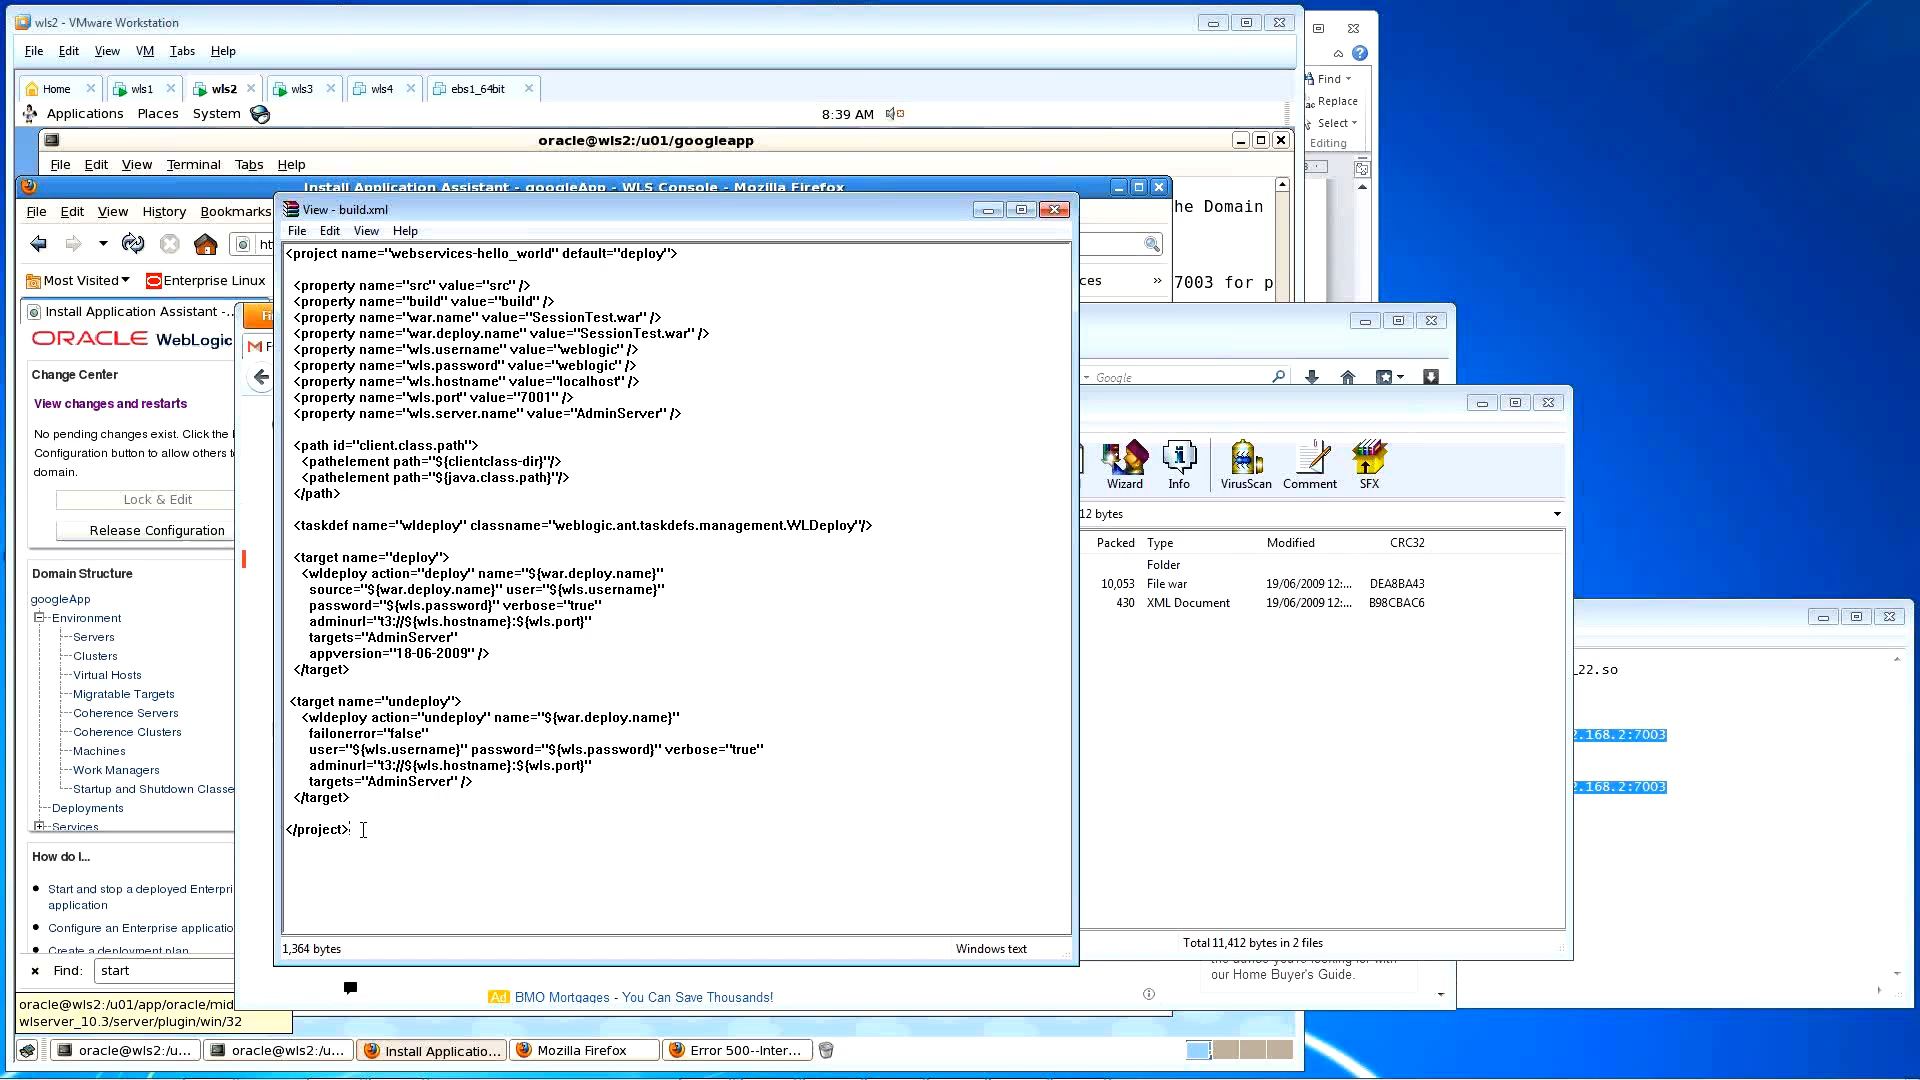 wls2 - VMware Workstation
File Edit View VM Tabs Help
Home wls1 wls2 wls3 wls4 ebs1_64bit
Applications Places System 8:39 AM
oracle@wls2:/u01/googleapp
File Edit View Terminal Tabs Help
Install Application Assistant - googleApp - WLS Console - Mozilla Firefox
File Edit View History Bookmarks
Most Visited Enterprise Linux
Install Application Assistant -..
ORACLE WebLogic
Change Center
View changes and restarts
No pending changes exist. Click the
Configuration button to allow others t
domain.
Lock & Edit
Release Configuration
Domain Structure
googleApp
Environment
Servers
Clusters
Virtual Hosts
Migratable Targets
Coherence Servers
Coherence Clusters
Machines
Work Managers
Startup and Shutdown Classe
Deployments
Services
How do I...
Start and stop a deployed Enterpri
application
Configure an Enterprise applicatio
Create a deployment plan
Find: start
oracle@wls2:/u01/app/oracle/mid
wlserver_10.3/server/plugin/win/32
View - build.xml
File Edit View Help
<project name="webservices-hello_world" default="deploy">
<property name="src" value="src" />
<property name="build" value="build" />
<property name="war.name" value="SessionTest.war" />
<property name="war.deploy.name" value="SessionTest.war" />
<property name="wls.username" value="weblogic" />
<property name="wls.password" value="weblogic" />
<property name="wls.hostname" value="localhost" />
<property name="wls.port" value="7001" />
<property name="wls.server.name" value="AdminServer" />
<path id="client.class.path">
<pathelement path="${clientclass-dir}"/>
<pathelement path="${java.class.path}"/>
</path>
<taskdef name="wldeploy" classname="weblogic.ant.taskdefs.management.WLDeploy"/>
<target name="deploy">
<wldeploy action="deploy" name="${war.deploy.name}"
source="${war.deploy.name}" user="${wls.username}"
password="${wls.password}" verbose="true"
adminurl="t3://${wls.hostname}:${wls.port}"
targets="AdminServer"
appversion="18-06-2009" />
</target>
<target name="undeploy">
<wldeploy action="undeploy" name="${war.deploy.name}"
failonerror="false"
user="${wls.username}" password="${wls.password}" verbose="true"
adminurl="t3://${wls.hostname}:${wls.port}"
targets="AdminServer" />
</target>
</project>
1,364 bytes Windows text
Ad BMO Mortgages - You Can Save Thousands!
he Domain
7003 for p
ces »
Find
Replace
Select
Editing
Google
Wizard Info VirusScan Comment SFX
12 bytes
Packed Type Modified CRC32
Folder
10,053 File war 19/06/2009 12:... DEA8BA43
430 XML Document 19/06/2009 12:... B98CBAC6
Total 11,412 bytes in 2 files
our Home Buyer's Guide.
_22.so
2.168.2:7003
2.168.2:7003
oracle@wls2:/u... oracle@wls2:/u... Install Applicatio... Mozilla Firefox Error 500--Inter...